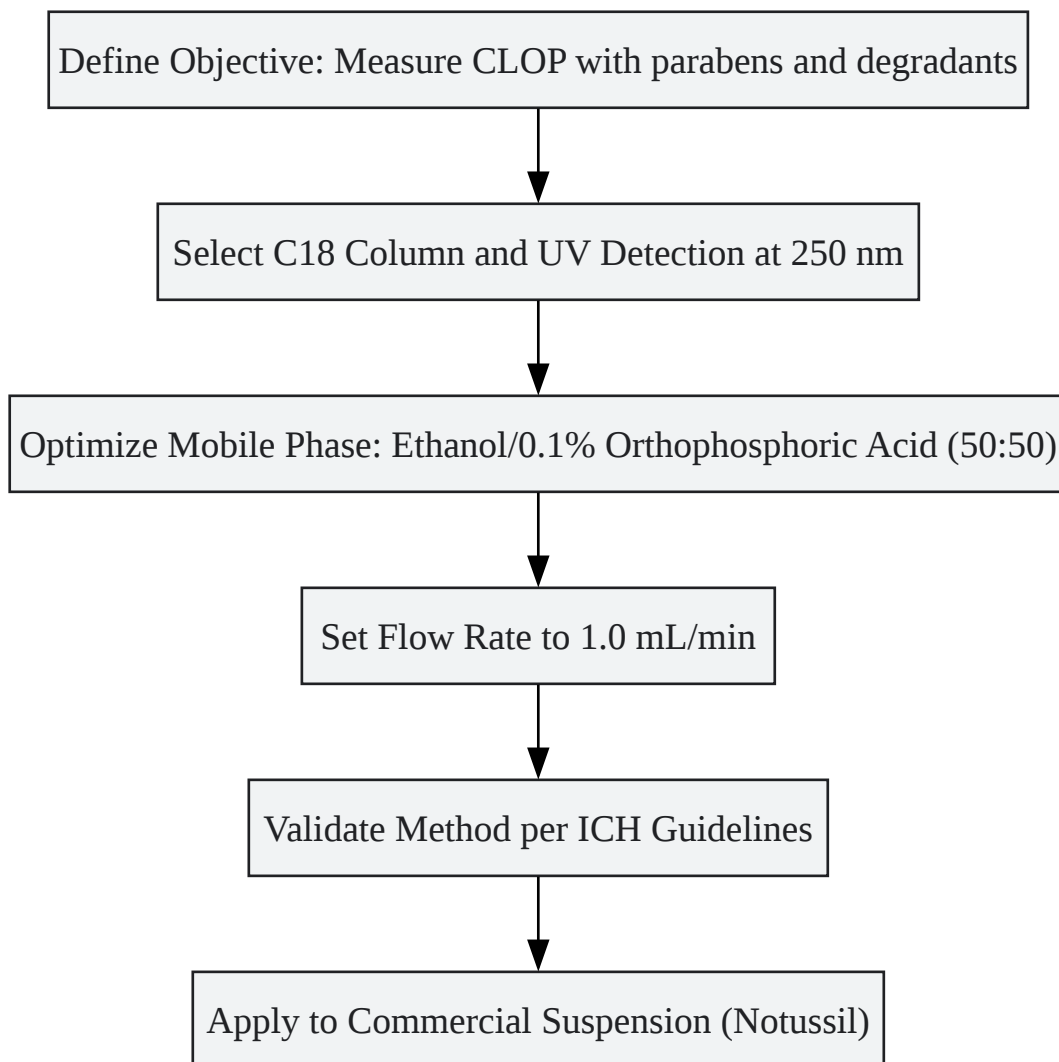 Define Objective: Measure CLOP with parabens and degradants
Select C18 Column and UV Detection at 250 nm
Optimize Mobile Phase: Ethanol/0.1% Orthophosphoric Acid (50:50)
Set Flow Rate to 1.0 mL/min
Validate Method per ICH Guidelines
Apply to Commercial Suspension (Notussil)